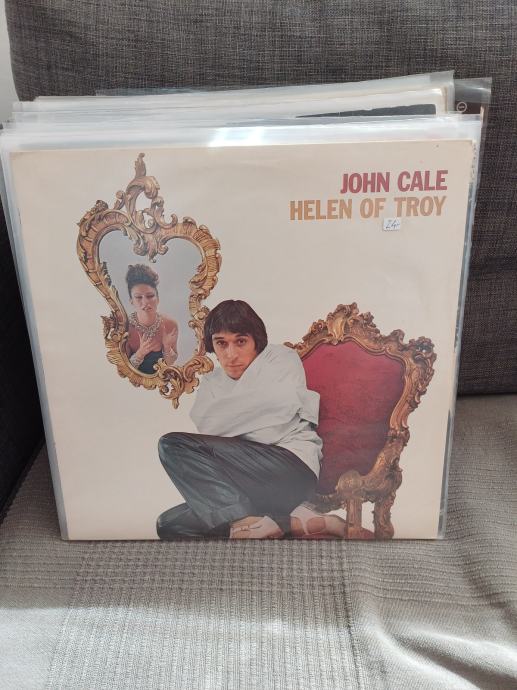 JOHN CALE
HELEN OF TROY
24,-